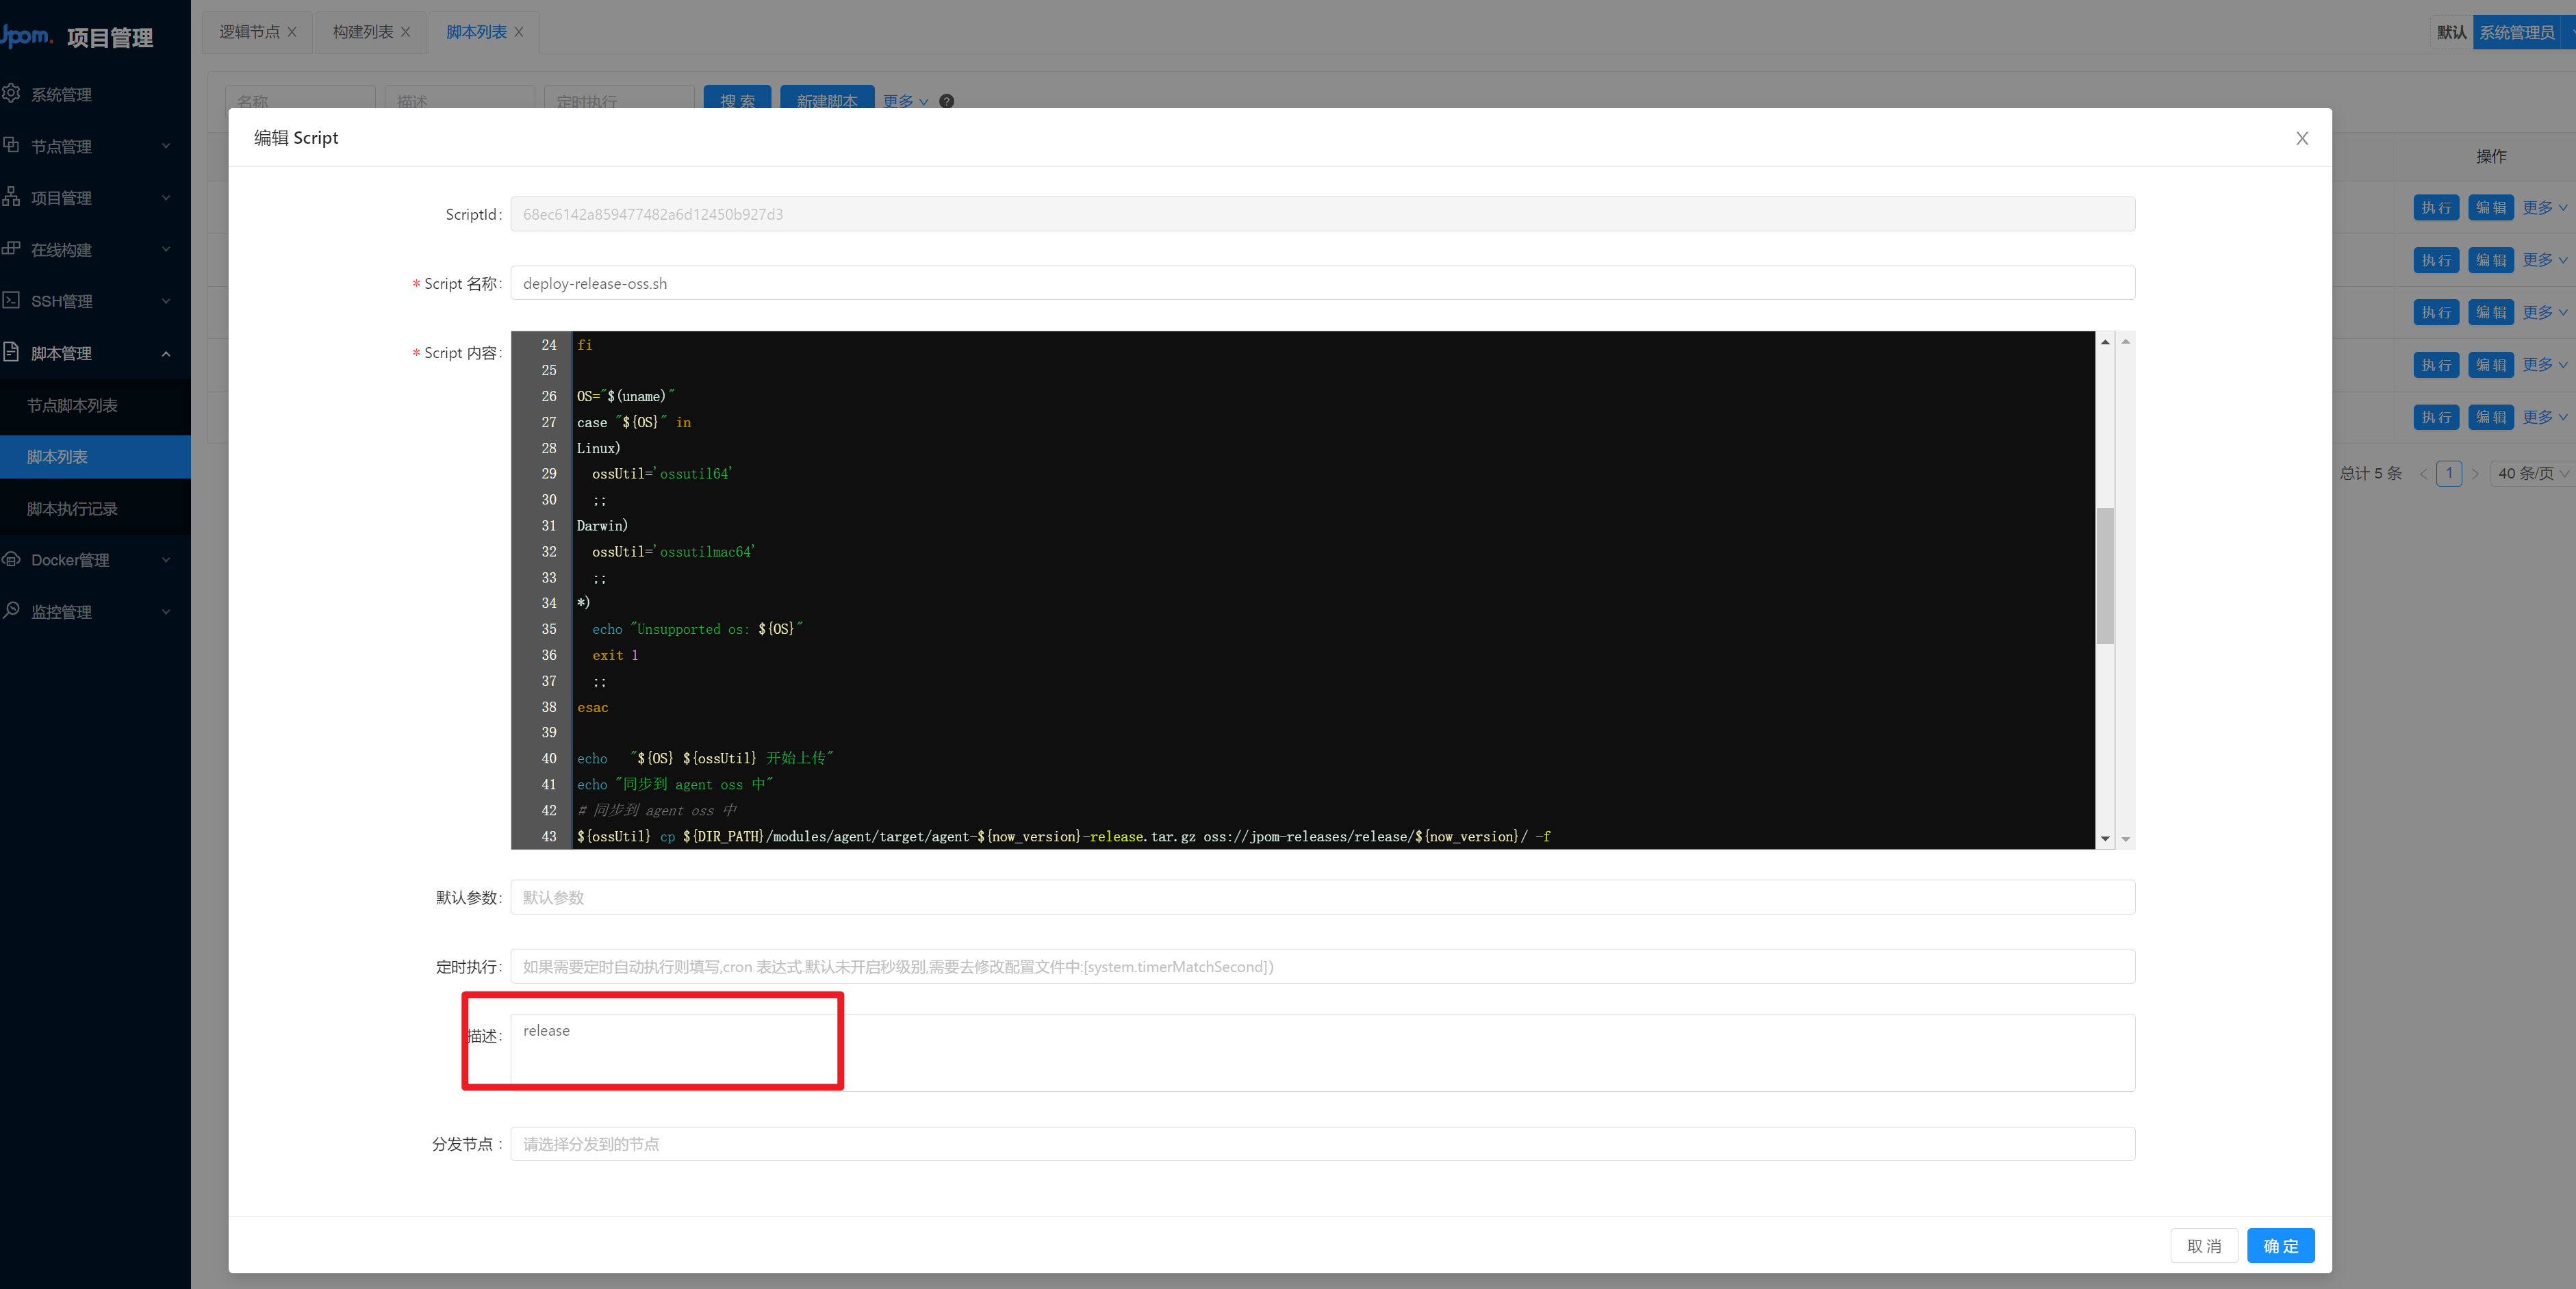 Jpom. 项目管理
逻辑节点
构建列表
脚本列表
默认
系统管理员
名称
描述
定时执行
搜 索
新建脚本
更多
系统管理
节点管理
项目管理
在线构建
SSH管理
脚本管理
节点脚本列表
脚本列表
脚本执行记录
Docker管理
监控管理
编辑 Script
ScriptId:
68ec6142a859477482a6d12450b927d3
* Script 名称:
deploy-release-oss.sh
* Script 内容:
24 fi
25
26 OS="$(uname)"
27 case "${OS}" in
28 Linux)
29 ossUtil='ossutil64'
30 ;;
31 Darwin)
32 ossUtil='ossutilmac64'
33 ;;
34 *)
35 echo "Unsupported os: ${OS}"
36 exit 1
37 ;;
38 esac
39
40 echo "${OS} ${ossUtil} 开始上传"
41 echo "同步到 agent oss 中"
42 # 同步到 agent oss 中
43 ${ossUtil} cp ${DIR_PATH}/modules/agent/target/agent-${now_version}-release.tar.gz oss://jpom-releases/release/${now_version}/ -f
默认参数:
默认参数
定时执行:
如果需要定时自动执行则填写,cron 表达式.默认未开启秒级别,需要去修改配置文件中:[system.timerMatchSecond])
描述:
release
分发节点:
请选择分发到的节点
取 消
确 定
操作
执 行 编 辑 更多
执 行 编 辑 更多
执 行 编 辑 更多
执 行 编 辑 更多
执 行 编 辑 更多
总计 5 条 < 1 > 40 条/页